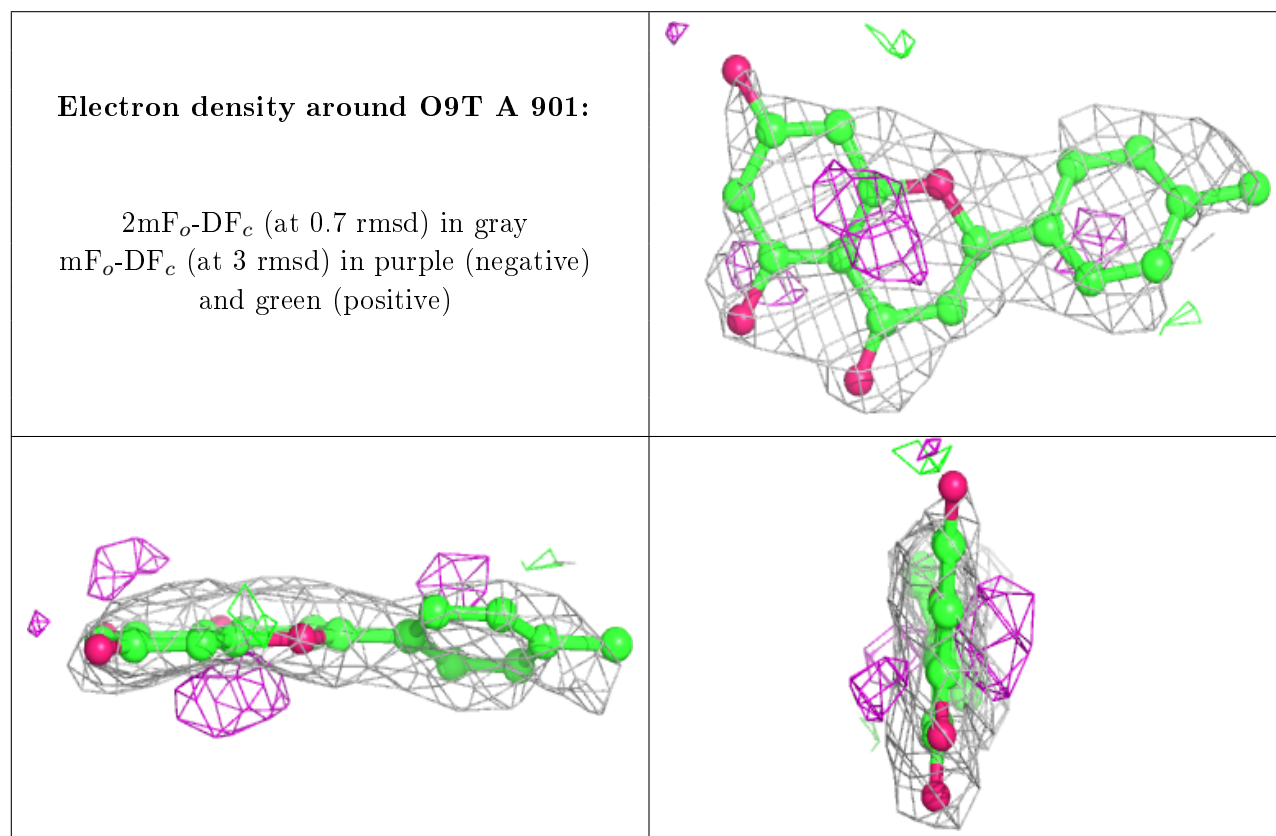 Electron density around O9T A 901:
2mFₒ-DF𝒸 (at 0.7 rmsd) in gray
mFₒ-DF𝒸 (at 3 rmsd) in purple (negative)
and green (positive)